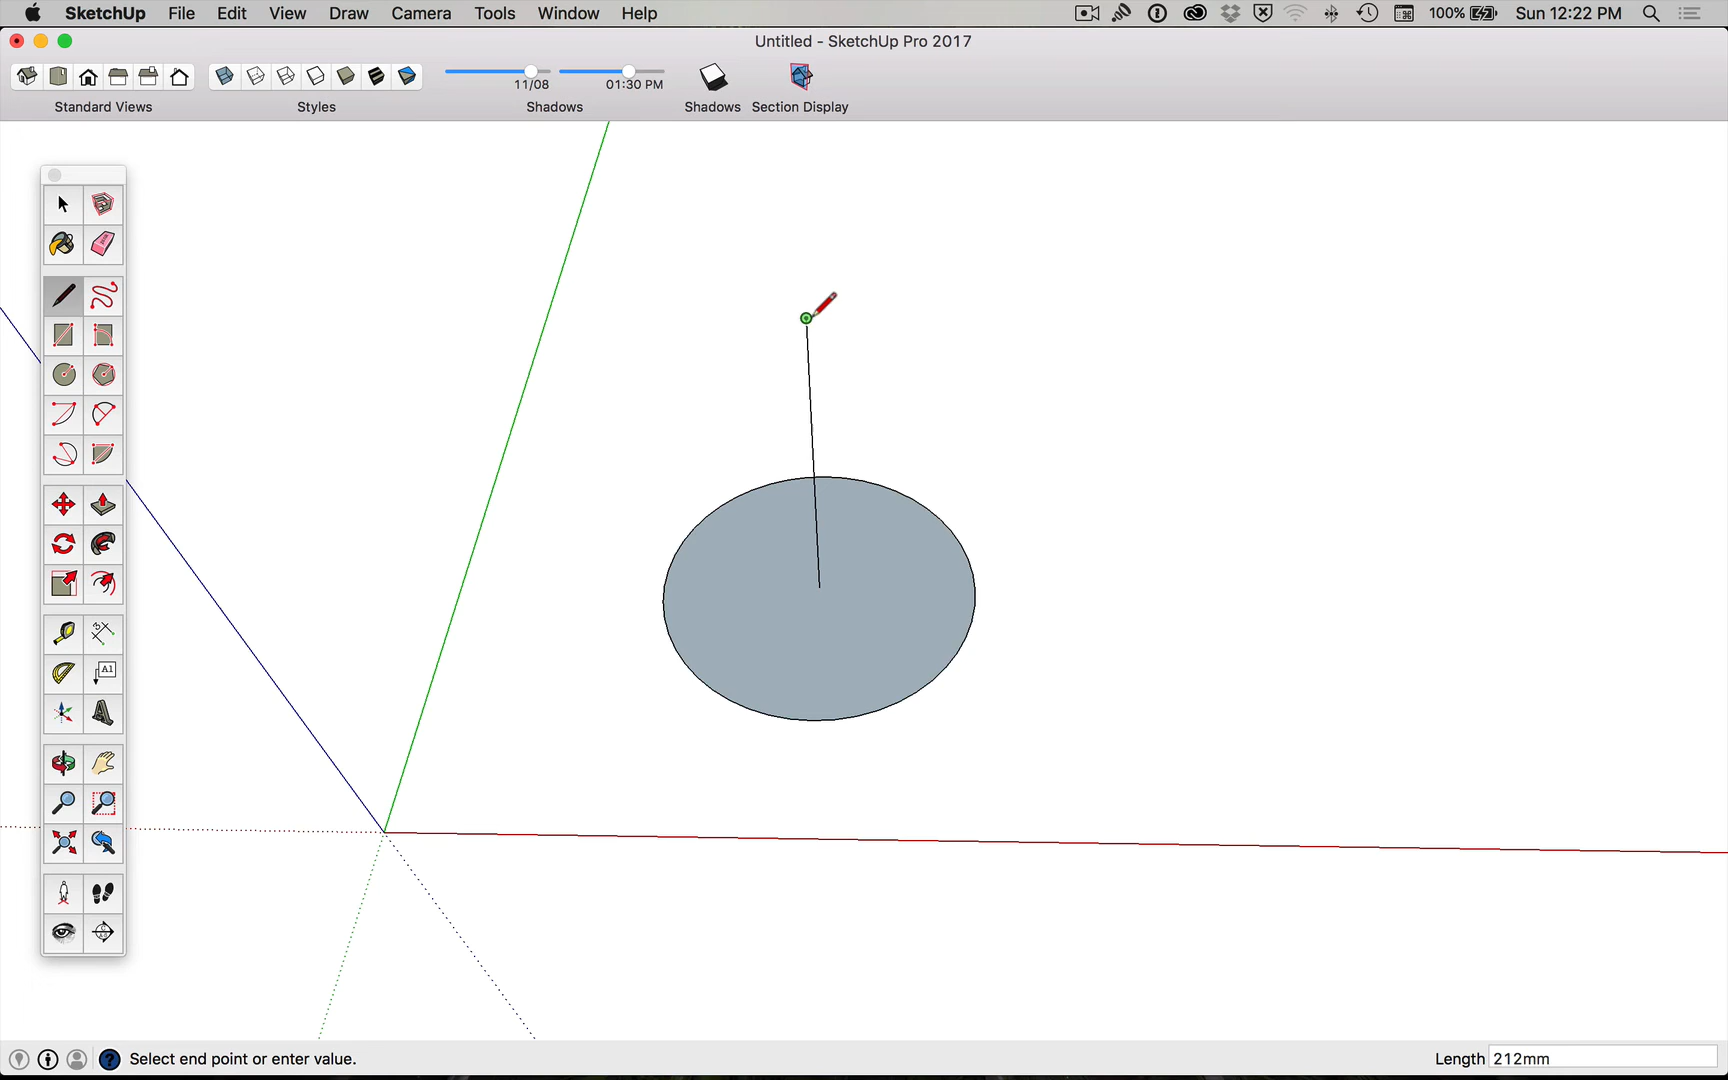 SketchUp File Edit View Draw Camera Tools Window Help 100% Sun 12:22 PM
Untitled - SketchUp Pro 2017
11/08 01:30 PM
Standard Views Styles Shadows Shadows Section Display
A1
Select end point or enter value. Length 212mm